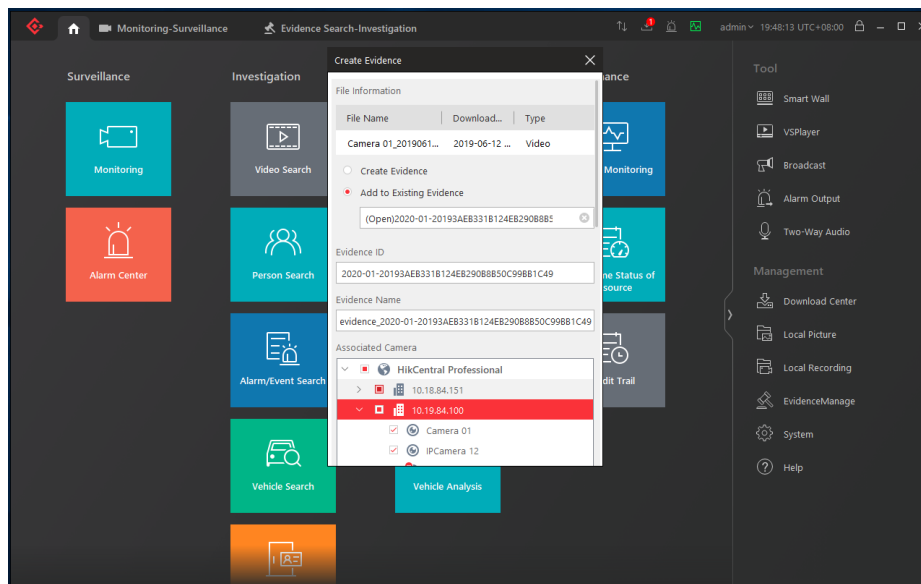 Monitoring-Surveillance
Evidence Search-Investigation
admin 19:48:13 UTC+08:00
Surveillance
Investigation
Monitoring
Video Search
Alarm Center
Person Search
Alarm/Event Search
Vehicle Search
Create Evidence
File Information
File Name Download... Type
Camera 01_2019061... 2019-06-12 ... Video
Create Evidence
Add to Existing Evidence
(Open)2020-01-20193AEB331B124EB290B8B5
Evidence ID
2020-01-20193AEB331B124EB290B8B50C99BB1C49
Evidence Name
evidence_2020-01-20193AEB331B124EB290B8B50C99BB1C49
Associated Camera
HikCentral Professional
10.18.84.151
10.19.84.100
Camera 01
IPCamera 12
Vehicle Analysis
ance
Monitoring
ne Status of
source
dit Trail
Tool
Smart Wall
VSPlayer
Broadcast
Alarm Output
Two-Way Audio
Management
Download Center
Local Picture
Local Recording
EvidenceManage
System
Help